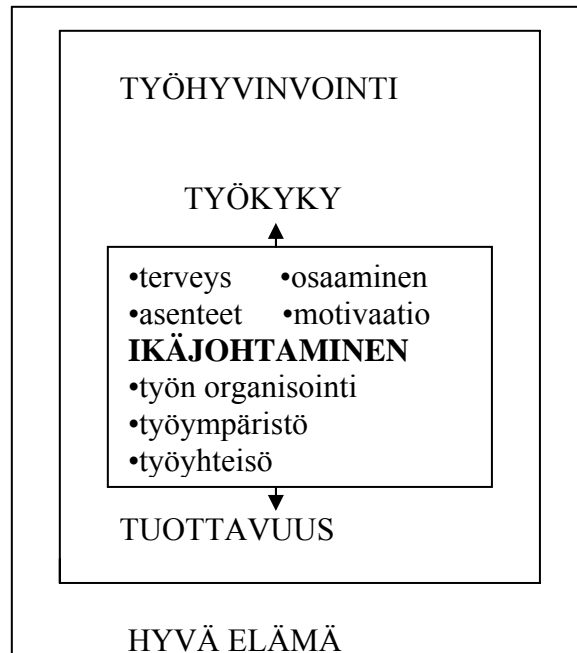 TYÖHYVINVOINTI
TYÖKYKY
•terveys •osaaminen
•asenteet •motivaatio
IKÄJOHTAMINEN
•työn organisointi
•työympäristö
•työyhteisö
TUOTTAVUUS
HYVÄ ELÄMÄ